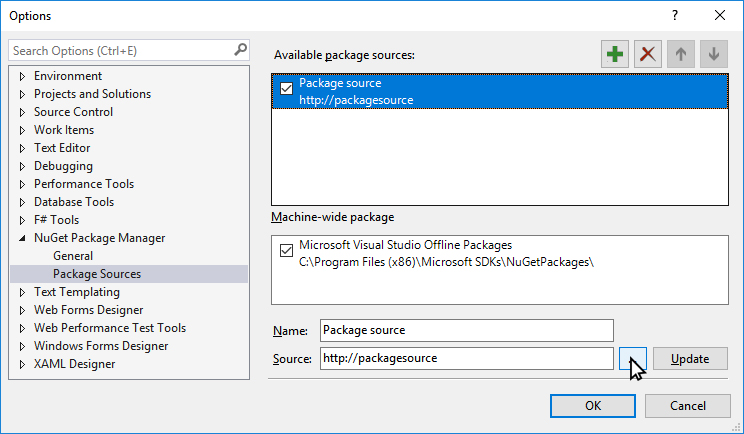 Options
?
Search Options (Ctrl+E)
Environment
Projects and Solutions
Source Control
Work Items
Text Editor
Debugging
Performance Tools
Database Tools
F# Tools
NuGet Package Manager
General
Package Sources
Text Templating
Web Forms Designer
Web Performance Test Tools
Windows Forms Designer
XAML Designer
Available package sources:
Package source
http://packagesource
Machine-wide package
Microsoft Visual Studio Offline Packages
C:\Program Files (x86)\Microsoft SDKs\NuGetPackages\
Name: Package source
Source: http://packagesource
Update
OK Cancel